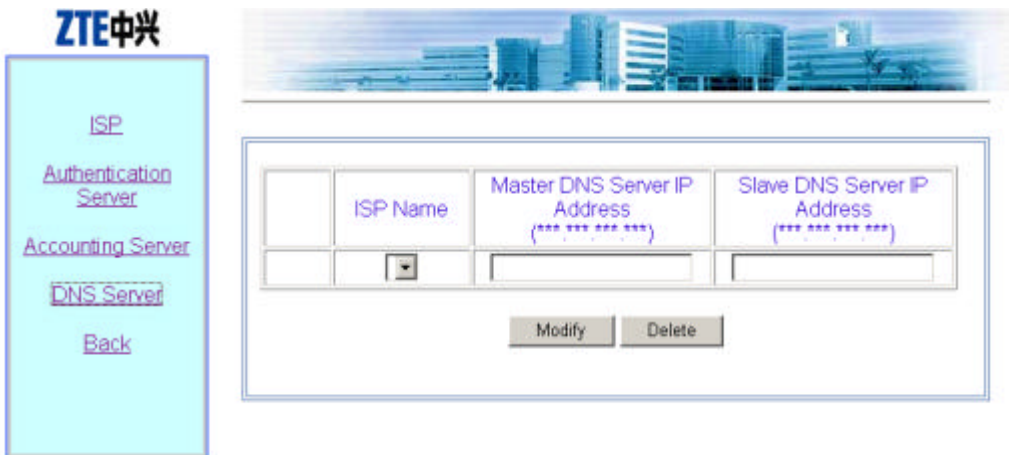 ZTE中兴
ISP
Authentication
Server
Accounting Server
DNS Server
Back
ISP Name
Master DNS Server IP
Address
(***.***.***.***)
Slave DNS Server IP
Address
(***.***.***.***)
Modify
Delete